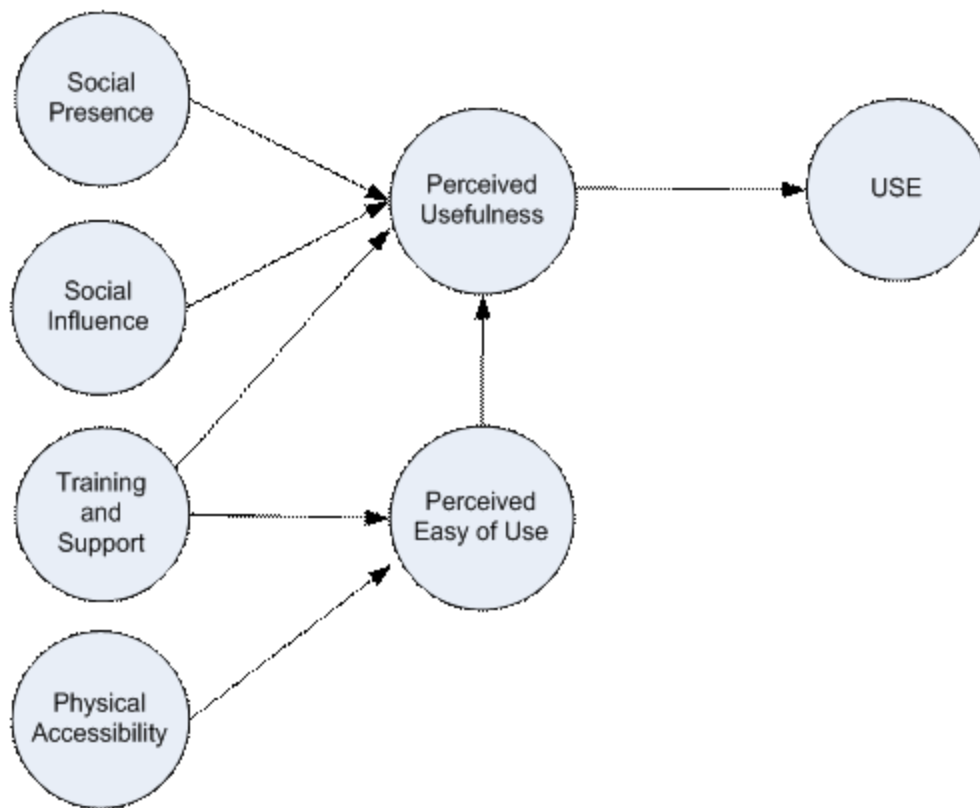 Social
Presence
Perceived
Usefulness
USE
Social
Influence
Training
and
Support
Perceived
Easy of Use
Physical
Accessibility